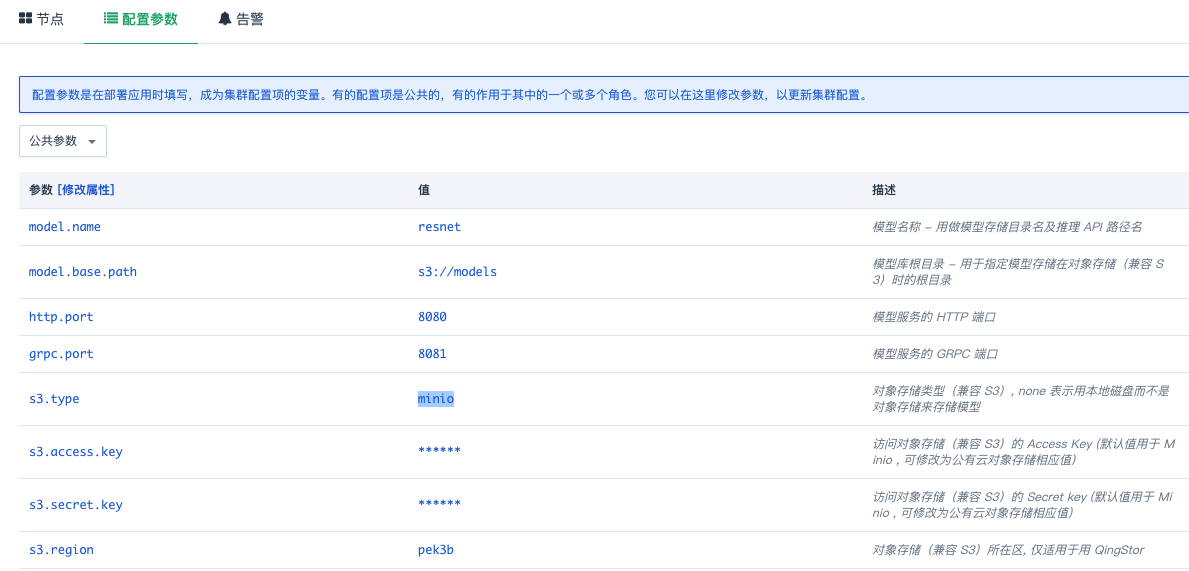 节点 配置参数 告警
配置参数是在部署应用时填写，成为集群配置项的变量。有的配置项是公共的，有的作用于其中的一个或多个角色。您可以在这里修改参数，以更新集群配置。
公共参数
参数 [修改属性] 值 描述
model.name resnet 模型名称 – 用做模型存储目录名及推理 API 路径名
model.base.path s3://models 模型库根目录 – 用于指定模型存储在对象存储（兼容 S
3）时的根目录
http.port 8080 模型服务的 HTTP 端口
grpc.port 8081 模型服务的 GRPC 端口
s3.type minio 对象存储类型（兼容 S3）, none 表示用本地磁盘而不是
对象存储来存储模型
s3.access.key ****** 访问对象存储（兼容 S3）的 Access Key (默认值用于 M
inio , 可修改为公有云对象存储相应值)
s3.secret.key ****** 访问对象存储（兼容 S3）的 Secret key (默认值用于 Mi
nio , 可修改为公有云对象存储相应值)
s3.region pek3b 对象存储（兼容 S3）所在区, 仅适用于用 QingStor